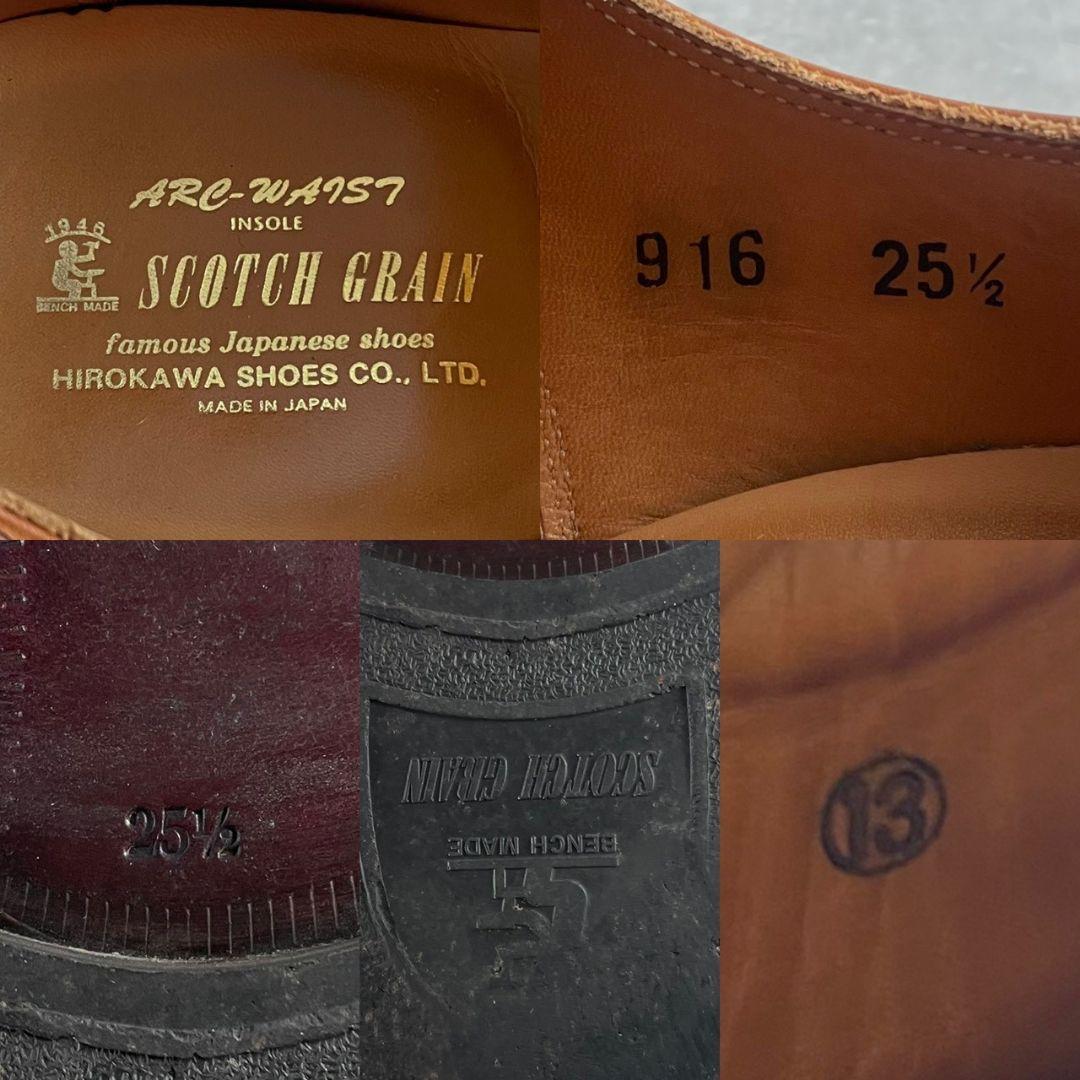 ARC-WAIST
INSOLE
1946
BENCH MADE
SCOTCH GRAIN
famous Japanese shoes
HIROKAWA SHOES CO., LTD.
MADE IN JAPAN
916 25½
25½
SCOTCH GRAIN
BENCH MADE
13